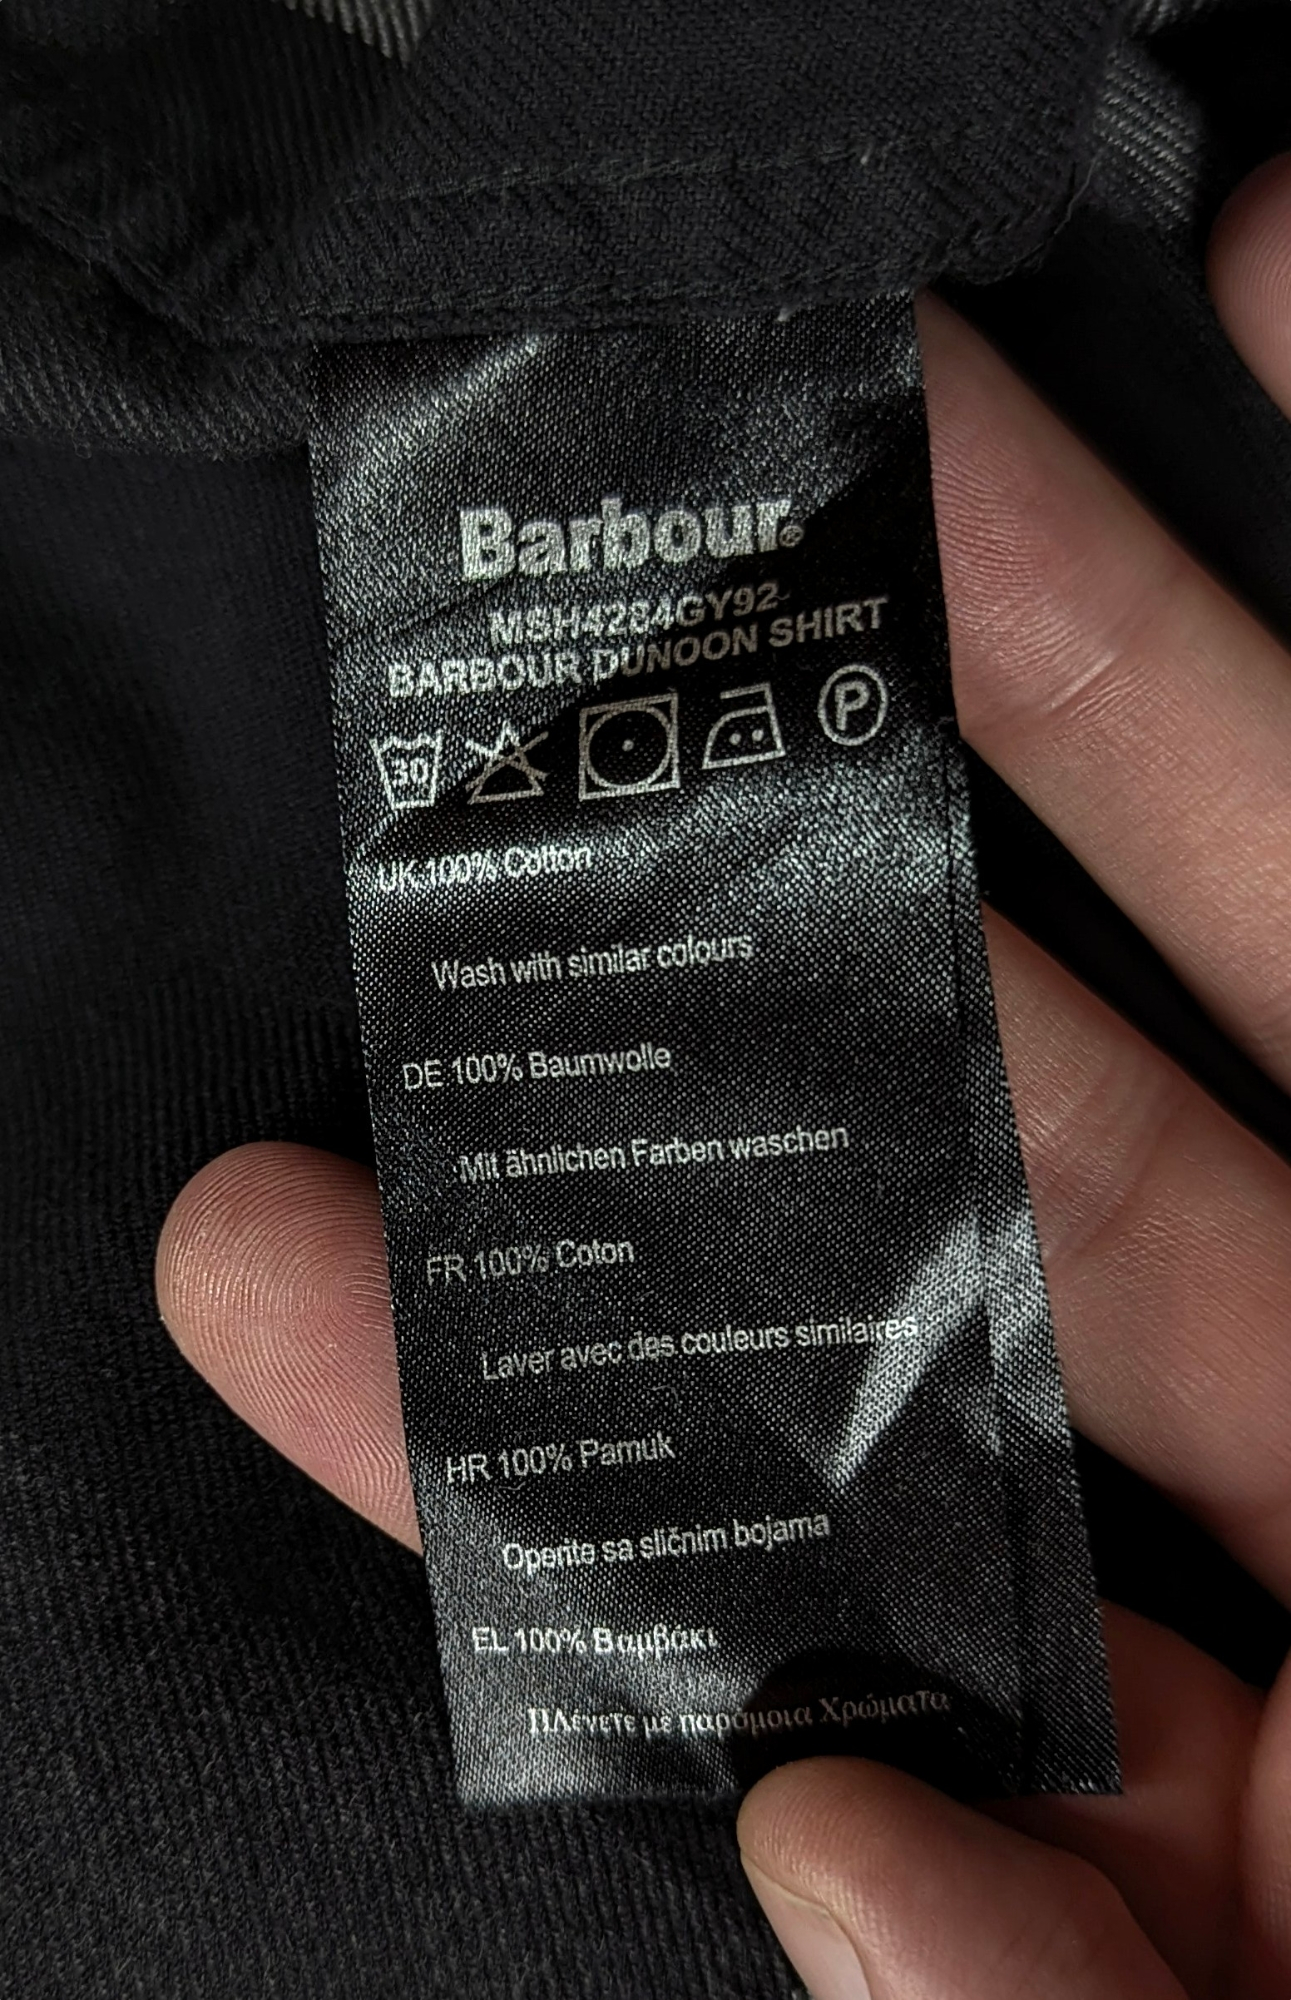 Barbour®
MSH4284GY92
BARBOUR DUNOON SHIRT
30 P
UK 100% Cotton
Wash with similar colours
DE 100% Baumwolle
Mit ähnlichen Farben waschen
FR 100% Coton
Laver avec des couleurs similaires
HR 100% Pamuk
Operite sa sličnim bojama
EL 100% Βαμβάκι
Πλένετε με παρόμοια Χρώματα